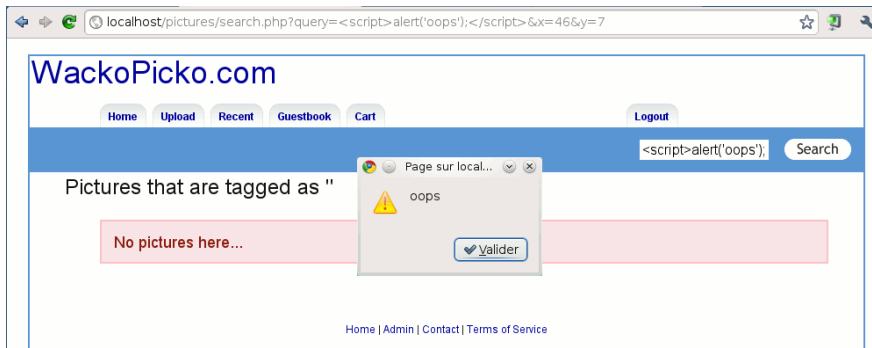 localhost/pictures/search.php?query=<script>alert('oops');</script>&x=46&y=7
WackoPicko.com
Home Upload Recent Guestbook Cart Logout
<script>alert('oops'); Search
Page sur local...
Pictures that are tagged as ''
oops
No pictures here...
Valider
Home | Admin | Contact | Terms of Service